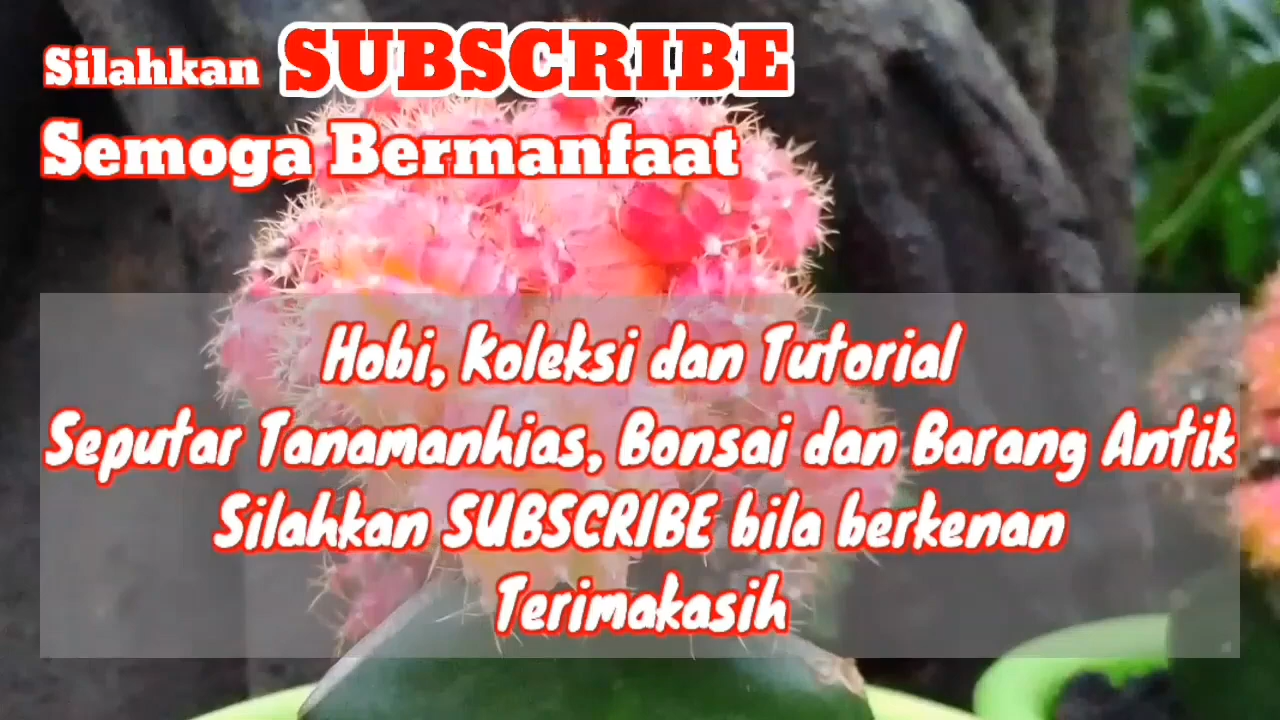 Silahkan SUBSCRIBE
Semoga Bermanfaat
Hobi, Koleksi dan Tutorial
Seputar Tanamanhias, Bonsai dan Barang Antik
Silahkan SUBSCRIBE bila berkenan
Terimakasih